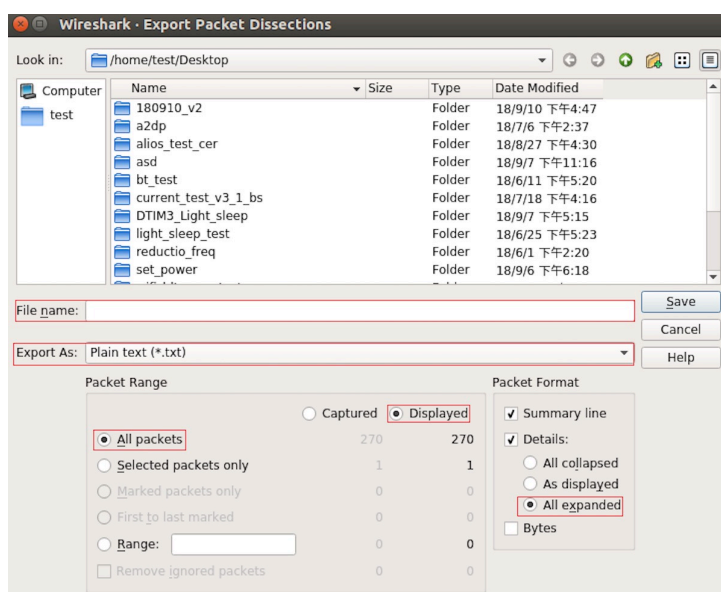 Wireshark · Export Packet Dissections
Look in: /home/test/Desktop
Computer
test
Name Size Type Date Modified
180910_v2 Folder 18/9/10 下午4:47
a2dp Folder 18/7/6 下午2:37
alios_test_cer Folder 18/8/27 下午4:30
asd Folder 18/9/7 下午11:16
bt_test Folder 18/6/11 下午5:20
current_test_v3_1_bs Folder 18/7/18 下午4:16
DTIM3_Light_sleep Folder 18/9/7 下午5:15
light_sleep_test Folder 18/6/25 下午5:23
reductio_freq Folder 18/6/1 下午2:20
set_power Folder 18/9/6 下午6:18
File name:
Save
Cancel
Export As: Plain text (*.txt)
Help
Packet Range
Captured Displayed
All packets 270 270
Selected packets only 1 1
Marked packets only 0 0
First to last marked 0 0
Range: 0 0
Remove ignored packets 0 0
Packet Format
Summary line
Details:
All collapsed
As displayed
All expanded
Bytes